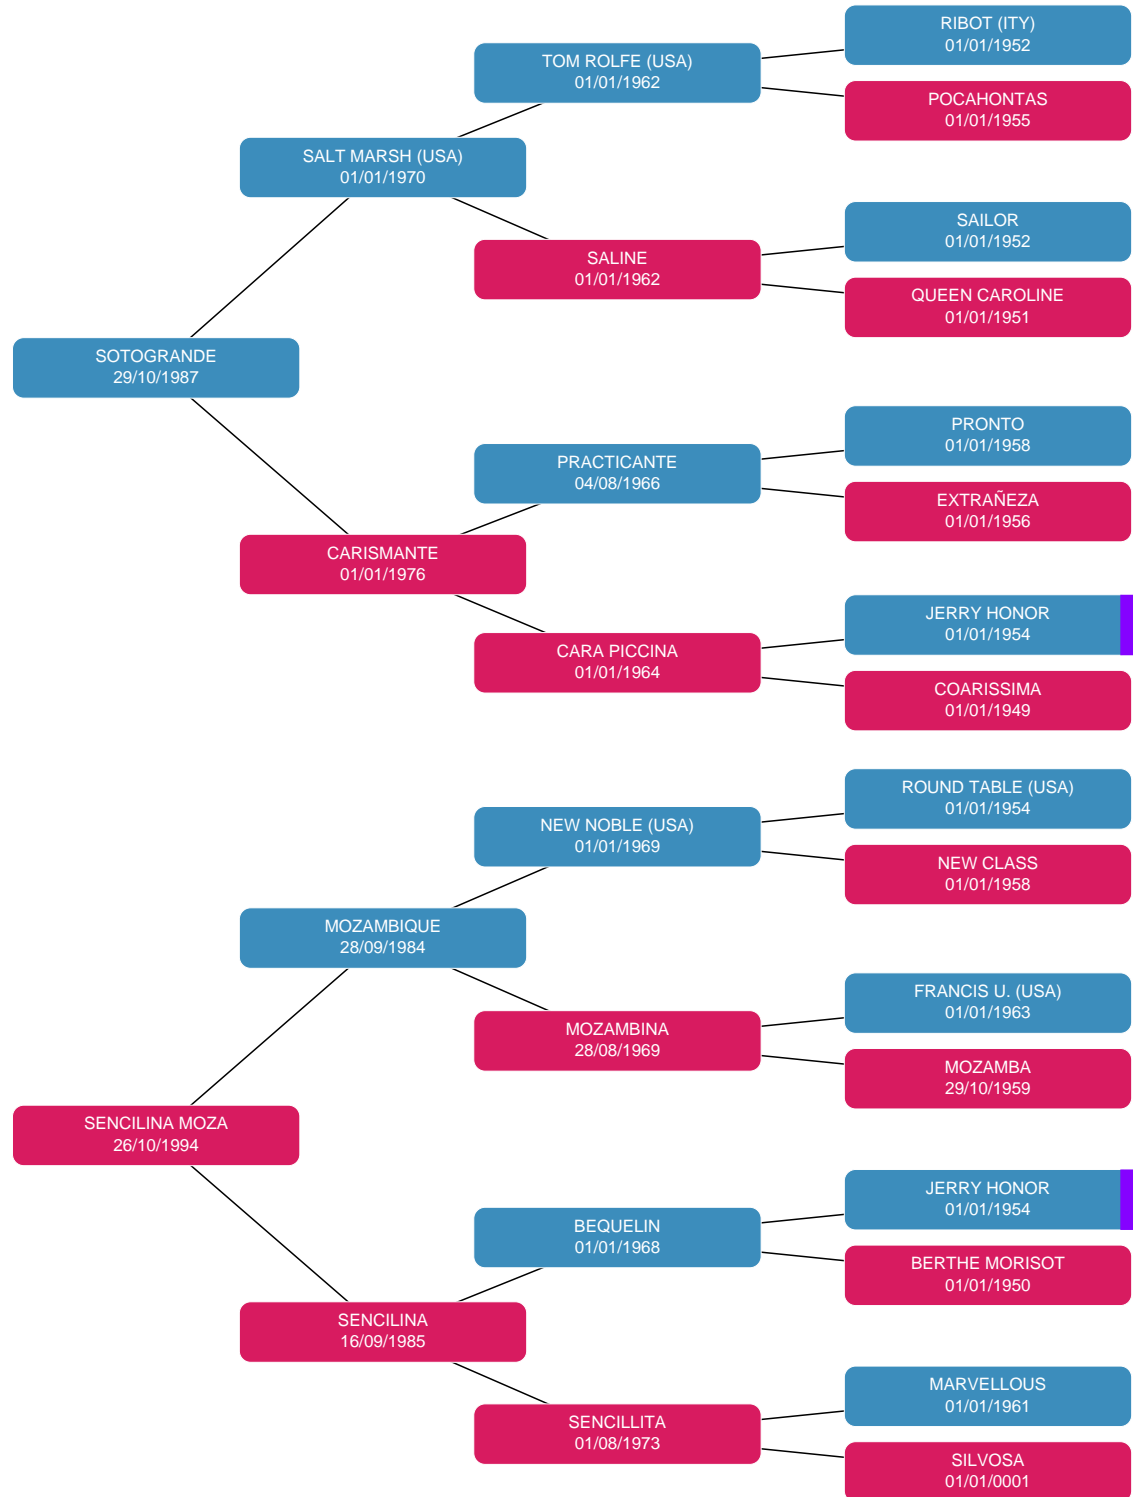 RIBOT (ITY)
01/01/1952
TOM ROLFE (USA)
01/01/1962
POCAHONTAS
01/01/1955
SALT MARSH (USA)
01/01/1970
SAILOR
01/01/1952
SALINE
01/01/1962
QUEEN CAROLINE
01/01/1951
SOTOGRANDE
29/10/1987
PRONTO
01/01/1958
PRACTICANTE
04/08/1966
EXTRAÑEZA
01/01/1956
CARISMANTE
01/01/1976
JERRY HONOR
01/01/1954
CARA PICCINA
01/01/1964
COARISSIMA
01/01/1949
ROUND TABLE (USA)
01/01/1954
NEW NOBLE (USA)
01/01/1969
NEW CLASS
01/01/1958
MOZAMBIQUE
28/09/1984
FRANCIS U. (USA)
01/01/1963
MOZAMBINA
28/08/1969
MOZAMBA
29/10/1959
SENCILINA MOZA
26/10/1994
JERRY HONOR
01/01/1954
BEQUELIN
01/01/1968
BERTHE MORISOT
01/01/1950
SENCILINA
16/09/1985
MARVELLOUS
01/01/1961
SENCILLITA
01/08/1973
SILVOSA
01/01/0001